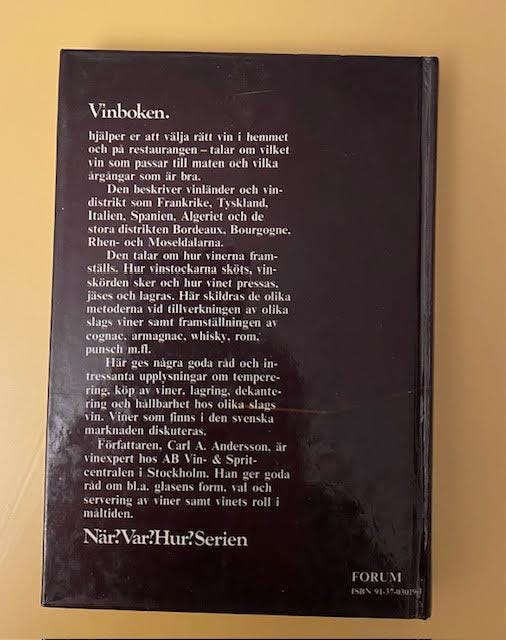 Vinboken.
hjälper er att välja rätt vin i hemmet
och på restaurangen – talar om vilket
vin som passar till maten och vilka
årgångar som är bra.
Den beskriver vinländer och vin-
distrikt som Frankrike, Tyskland,
Italien, Spanien, Algeriet och de
stora distrikten Bordeaux, Bourgogne,
Rhen- och Moseldalarna.
Den talar om hur vinerna fram-
ställs. Hur vinstockarna sköts, vin-
skörden sker och hur vinet pressas,
jäses och lagras. Här skildras de olika
metoderna vid tillverkningen av olika
slags viner samt framställningen av
cognac, armagnac, whisky, rom,
punsch m.fl.
Här ges några goda råd och in-
tressanta upplysningar om tempere-
ring, köp av viner, lagring, dekante-
ring och hållbarhet hos olika slags
vin. Viner som finns i den svenska
marknaden diskuteras.
Författaren, Carl A. Andersson, är
vinexpert hos AB Vin- & Sprit-
centralen i Stockholm. Han ger goda
råd om bl.a. glasens form, val och
servering av viner samt vinets roll i
måltiden.
När?Var?Hur?Serien
FORUM
ISBN 91-37-